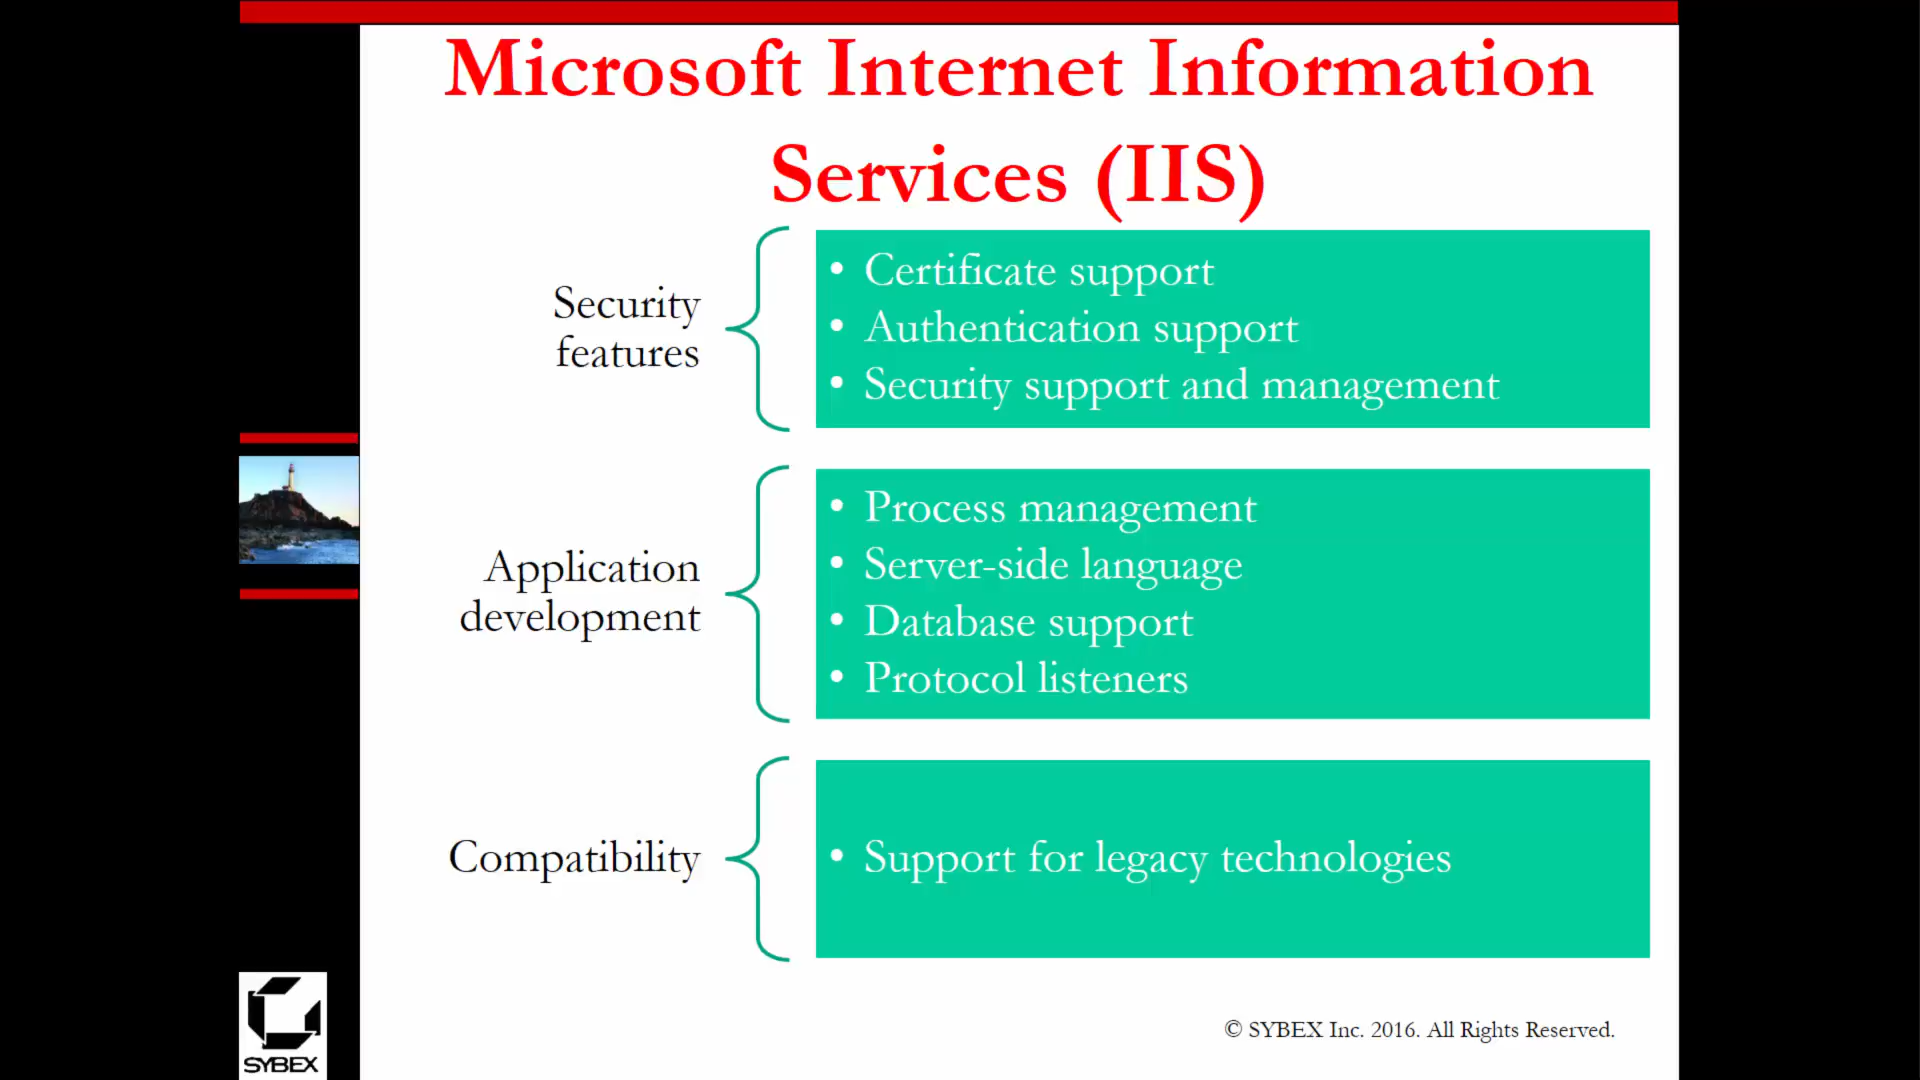 Microsoft Internet Information
Services (IIS)
Security
features
• Certificate support
• Authentication support
• Security support and management
Application
development
• Process management
• Server-side language
• Database support
• Protocol listeners
Compatibility
• Support for legacy technologies
© SYBEX Inc. 2016. All Rights Reserved.
SYBEX